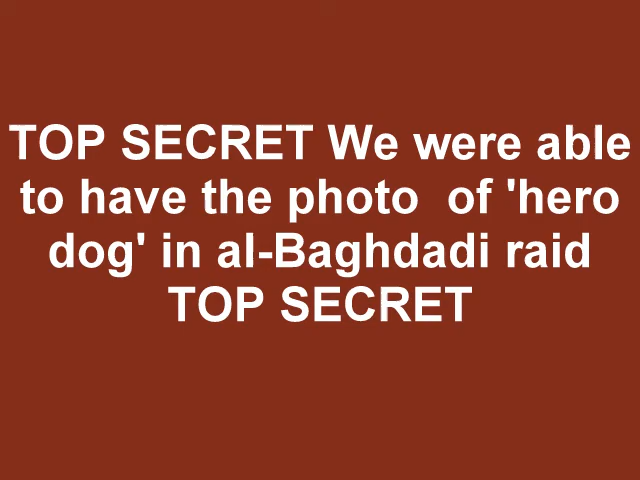 TOP SECRET We were able
to have the photo  of 'hero
dog' in al-Baghdadi raid
TOP SECRET